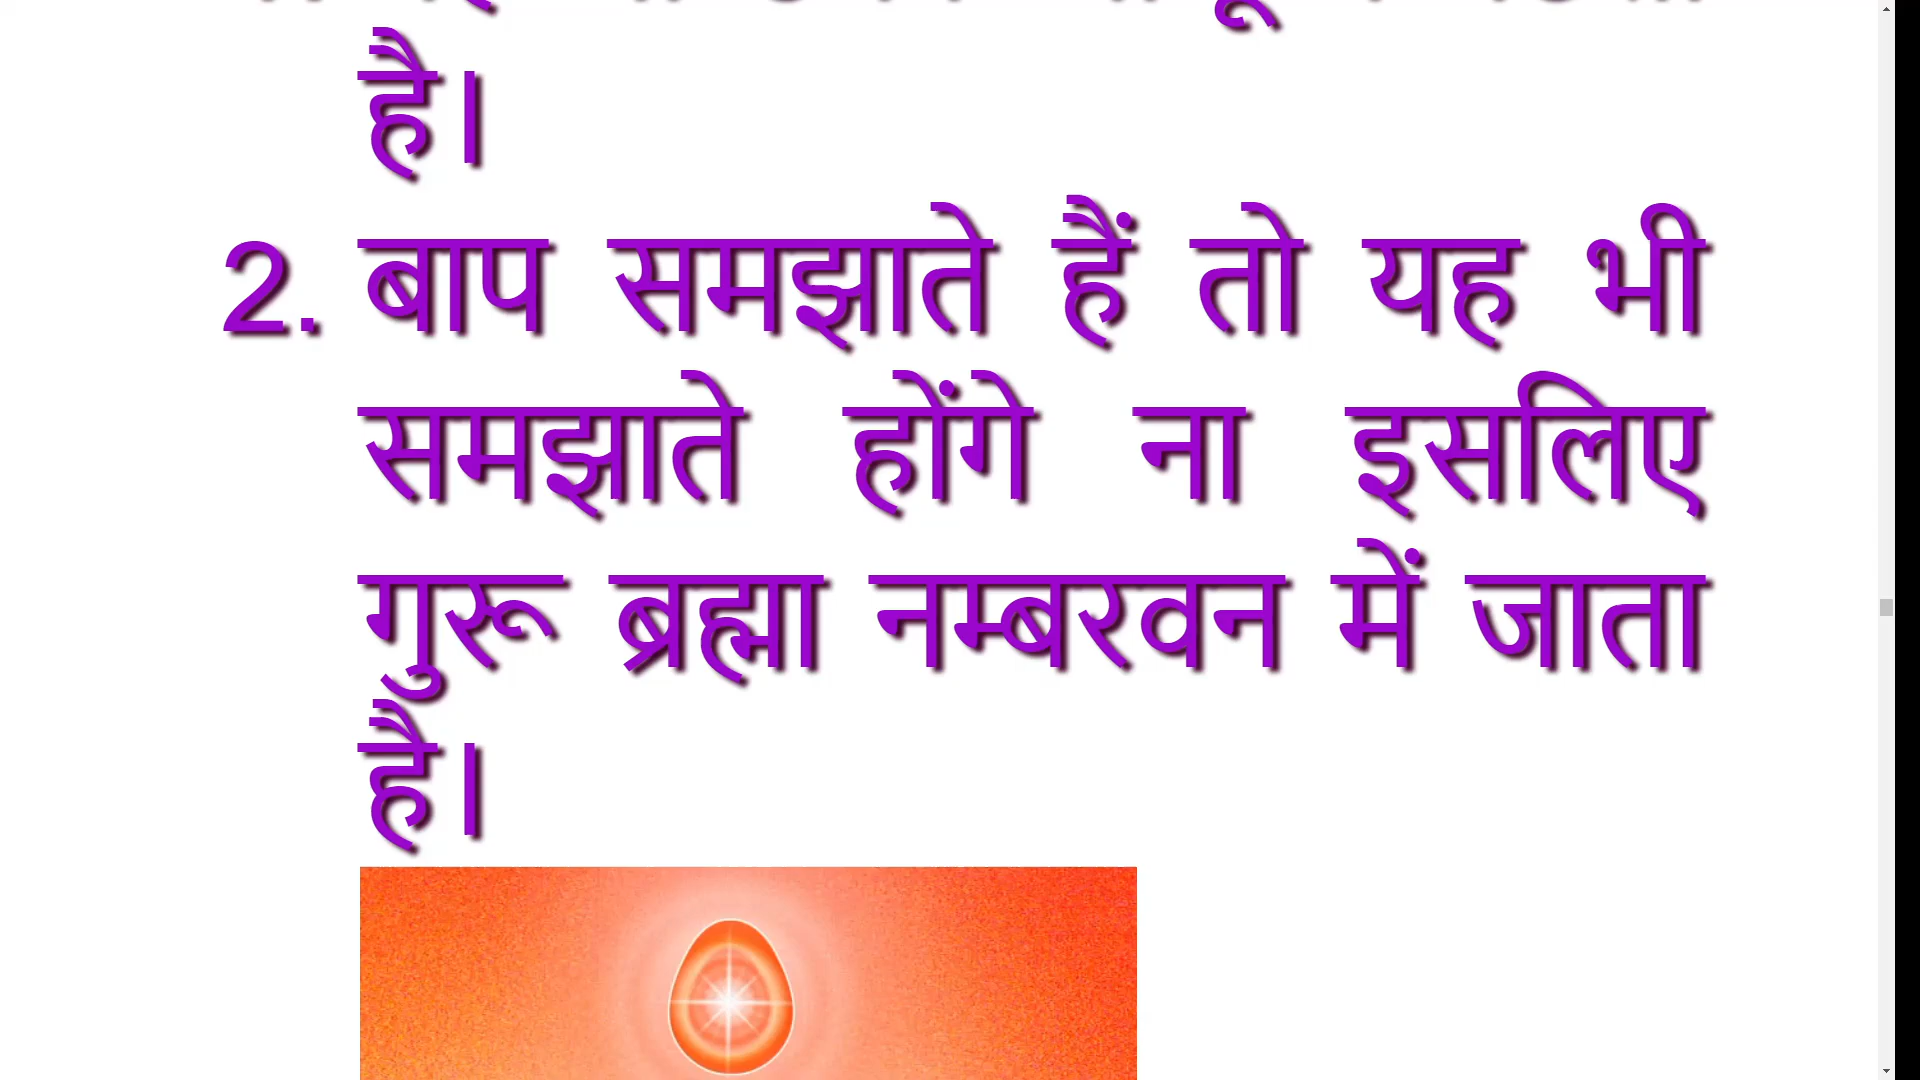 है।
2. बाप समझाते हैं तो यह भी
समझाते होंगे ना इसलिए
गुरू ब्रह्मा नम्बरवन में जाता
है।